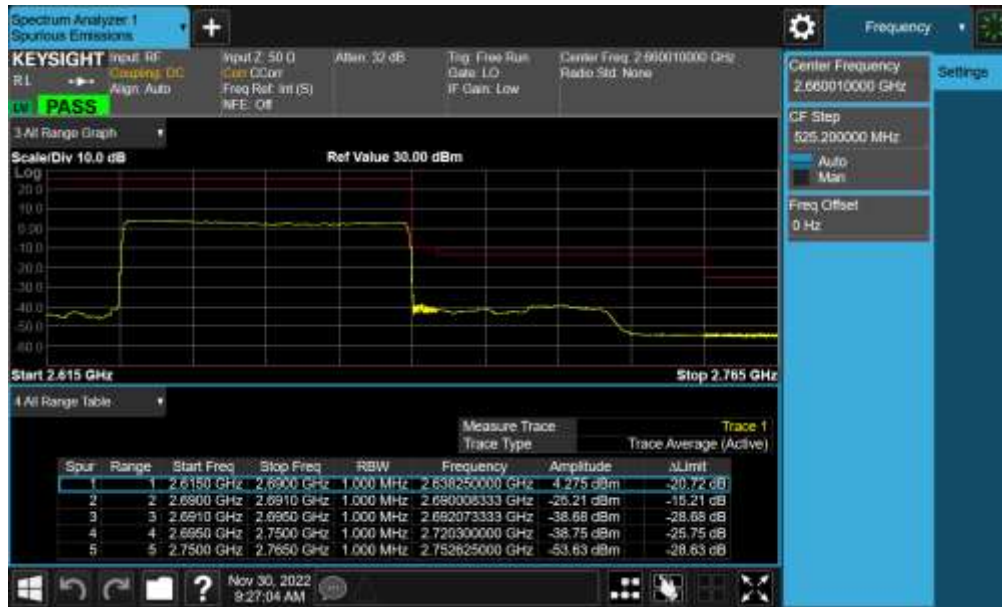 Spectrum Analyzer 1
Spurious Emissions
+
Frequency
KEYSIGHT Input: RF Input Z: 50 Ω Atten: 32 dB Trig: Free Run Center Freq: 2.660010000 GHz
RL Coupling: DC Corr CCorr Gate: LO Radio Std: None
Align: Auto Freq Ref: Int (S) IF Gain: Low
NFE: Off
LW PASS
Center Frequency
2.660010000 GHz
Settings
CF Step
525.200000 MHz
Auto
Man
Freq Offset
0 Hz
3 All Range Graph
Scale/Div 10.0 dB Ref Value 30.00 dBm
Log
20.0
10.0
0.00
-10.0
-20.0
-30.0
-40.0
-50.0
-60.0
Start 2.615 GHz Stop 2.765 GHz
4 All Range Table
Measure Trace Trace 1
Trace Type Trace Average (Active)
Spur Range Start Freq Stop Freq RBW Frequency Amplitude ΔLimit
1 1 2.6150 GHz 2.6900 GHz 1.000 MHz 2.638250000 GHz 4.275 dBm -20.72 dB
2 2 2.6900 GHz 2.6910 GHz 1.000 MHz 2.690008333 GHz -25.21 dBm -15.21 dB
3 3 2.6910 GHz 2.6950 GHz 1.000 MHz 2.692073333 GHz -38.68 dBm -28.68 dB
4 4 2.6950 GHz 2.7500 GHz 1.000 MHz 2.720300000 GHz -38.75 dBm -25.75 dB
5 5 2.7500 GHz 2.7650 GHz 1.000 MHz 2.752625000 GHz -53.63 dBm -28.63 dB
?
Nov 30, 2022
9:27:04 AM